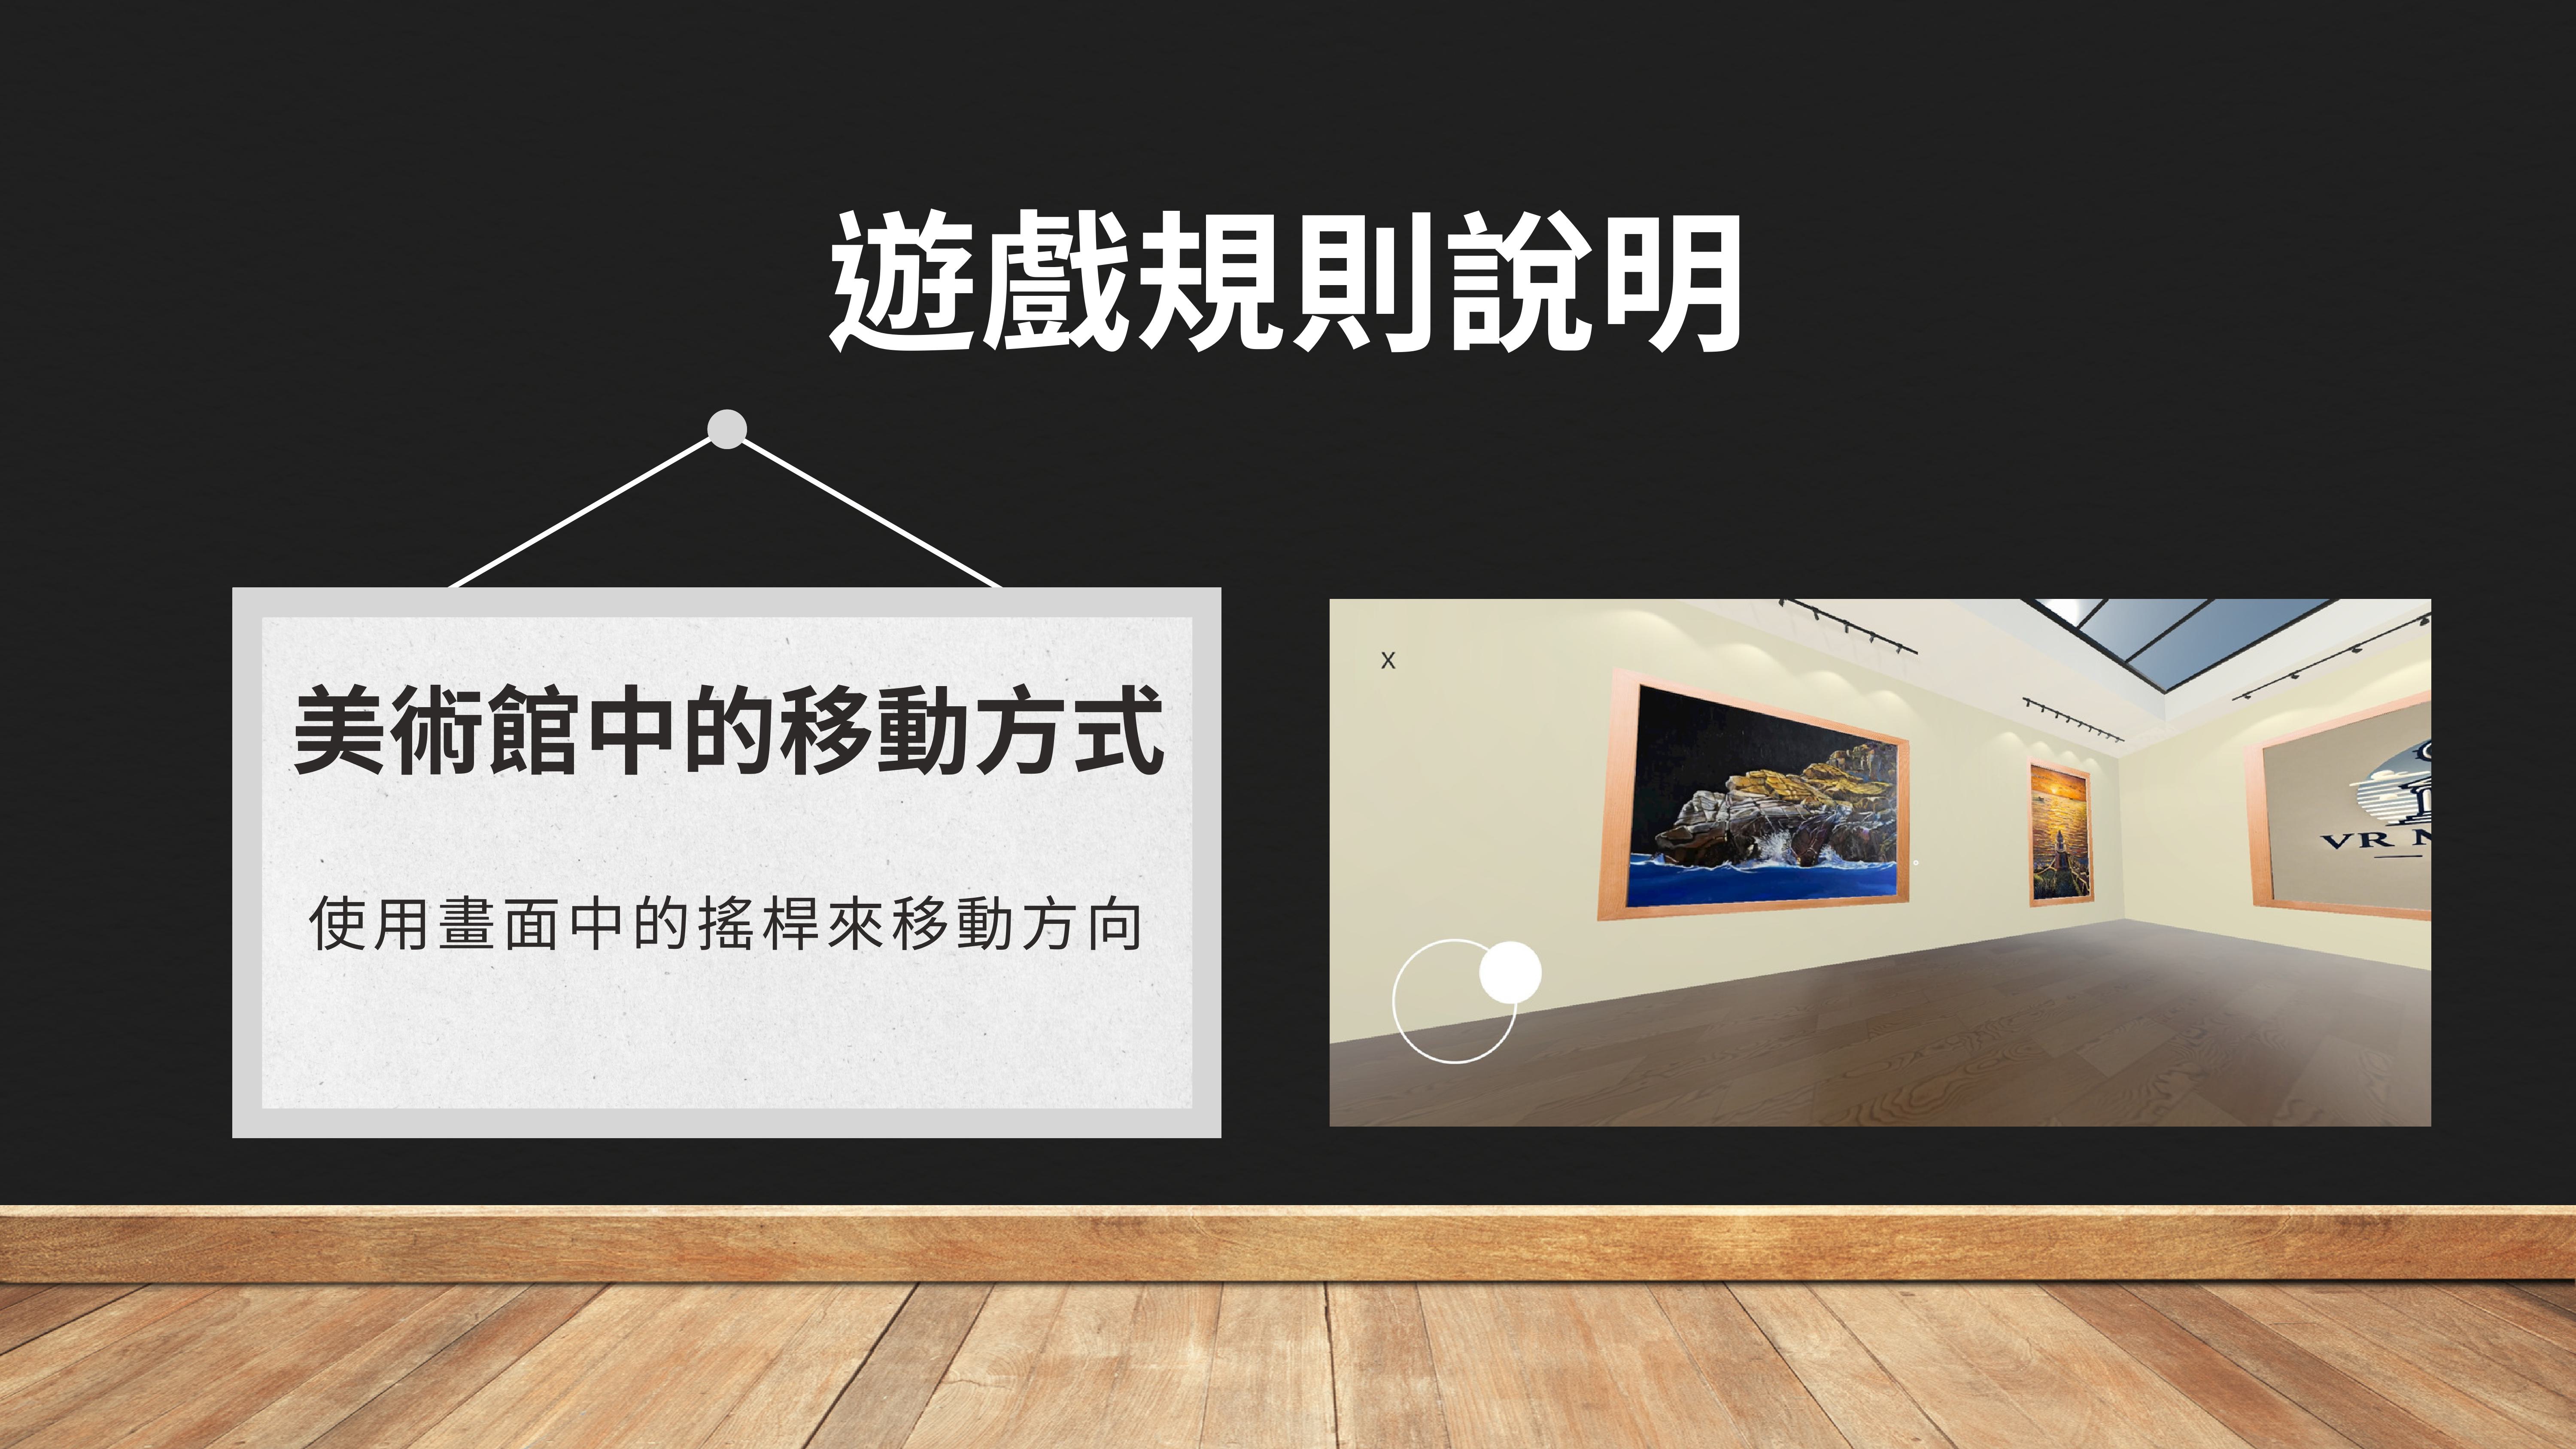 遊戲規則說明
美術館中的移動方式
使用畫面中的搖桿來移動方向
X
VR